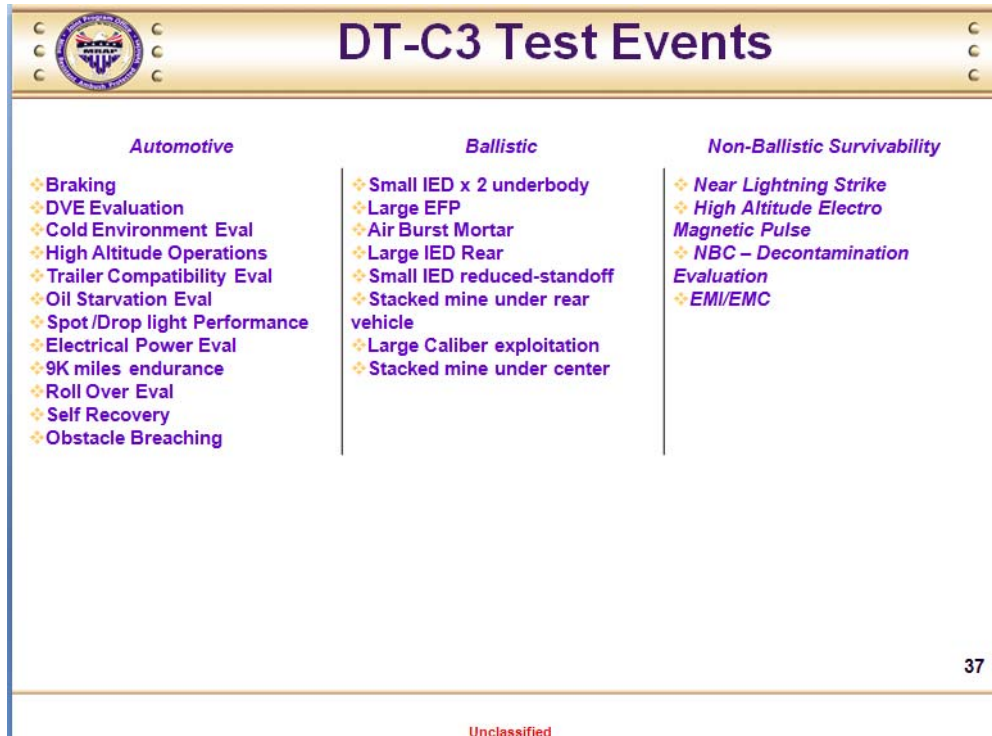 MRAP
DT-C3 Test Events
Automotive
❖Braking
❖DVE Evaluation
❖Cold Environment Eval
❖High Altitude Operations
❖Trailer Compatibility Eval
❖Oil Starvation Eval
❖Spot /Drop light Performance
❖Electrical Power Eval
❖9K miles endurance
❖Roll Over Eval
❖Self Recovery
❖Obstacle Breaching
Ballistic
❖Small IED x 2 underbody
❖Large EFP
❖Air Burst Mortar
❖Large IED Rear
❖Small IED reduced-standoff
❖Stacked mine under rear
vehicle
❖Large Caliber exploitation
❖Stacked mine under center
Non-Ballistic Survivability
❖ Near Lightning Strike
❖ High Altitude Electro
Magnetic Pulse
❖ NBC – Decontamination
Evaluation
❖EMI/EMC
37
Unclassified